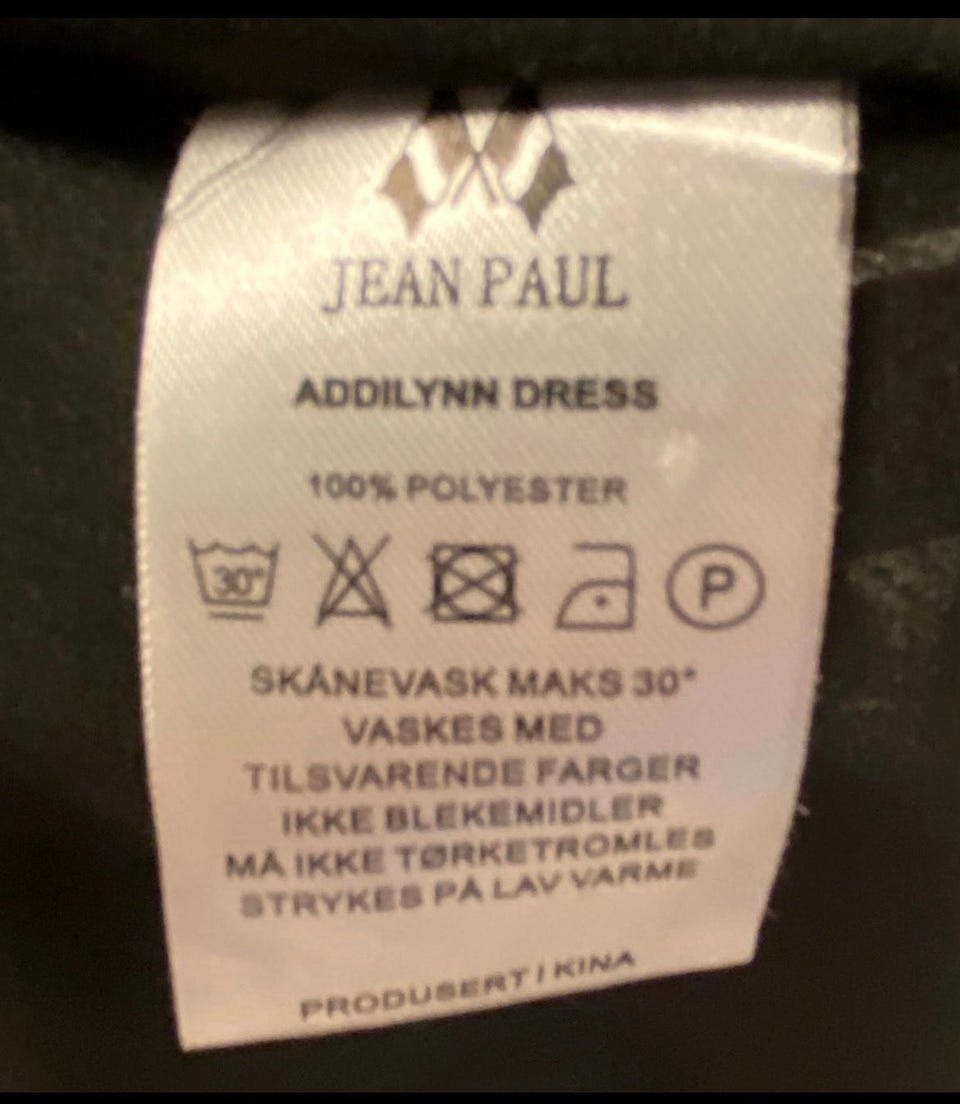 JEAN PAUL
ADDILYNN DRESS
100% POLYESTER
30° P
SKÅNEVASK MAKS 30°
VASKES MED
TILSVARENDE FARGER
IKKE BLEKEMIDLER
MÅ IKKE TØRKETROMLES
STRYKES PÅ LAV VARME
PRODUSERT I KINA